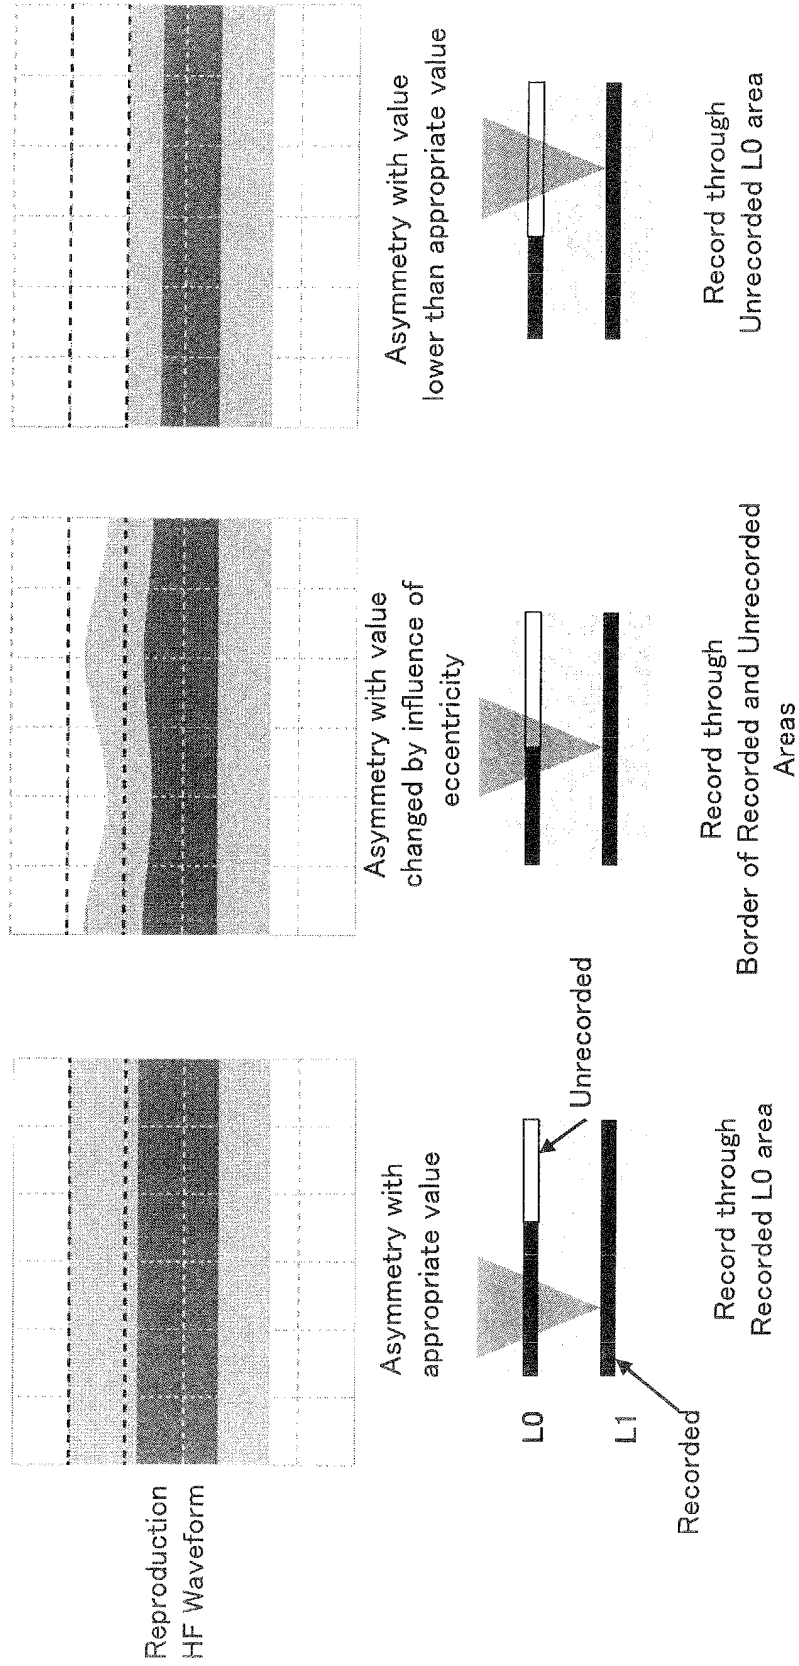 Reproduction
HF Waveform
Asymmetry with
appropriate value
Asymmetry with value
changed by influence of
eccentricity
Asymmetry with value
lower than appropriate value
L0
L1
Unrecorded
Recorded
Record through
Recorded L0 area
Record through
Border of Recorded and Unrecorded
Areas
Record through
Unrecorded L0 area